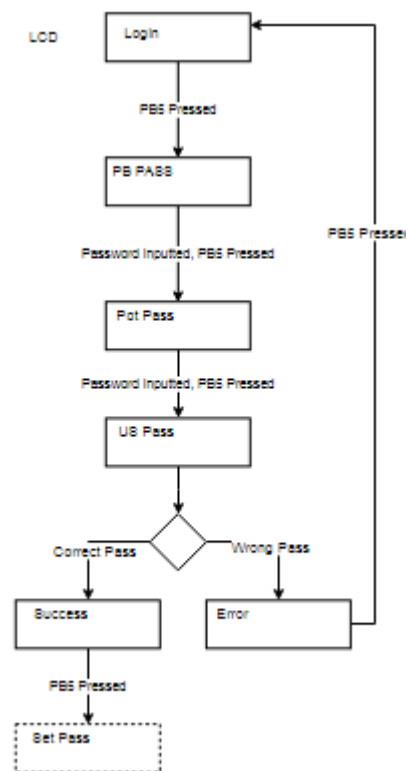 LCD
Login
PB5 Pressed
PB PASS
Password Inputted, PB5 Pressed
PB5 Pressed
Pot Pass
Password Inputted, PB5 Pressed
US Pass
Correct Pass
Wrong Pass
Success
Error
PB5 Pressed
Set Pass